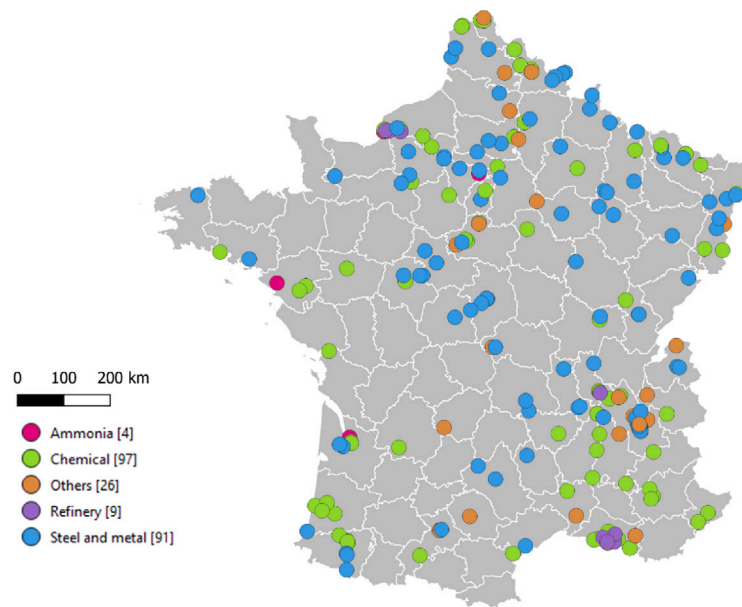 0 100 200 km
Ammonia [4]
Chemical [97]
Others [26]
Refinery [9]
Steel and metal [91]